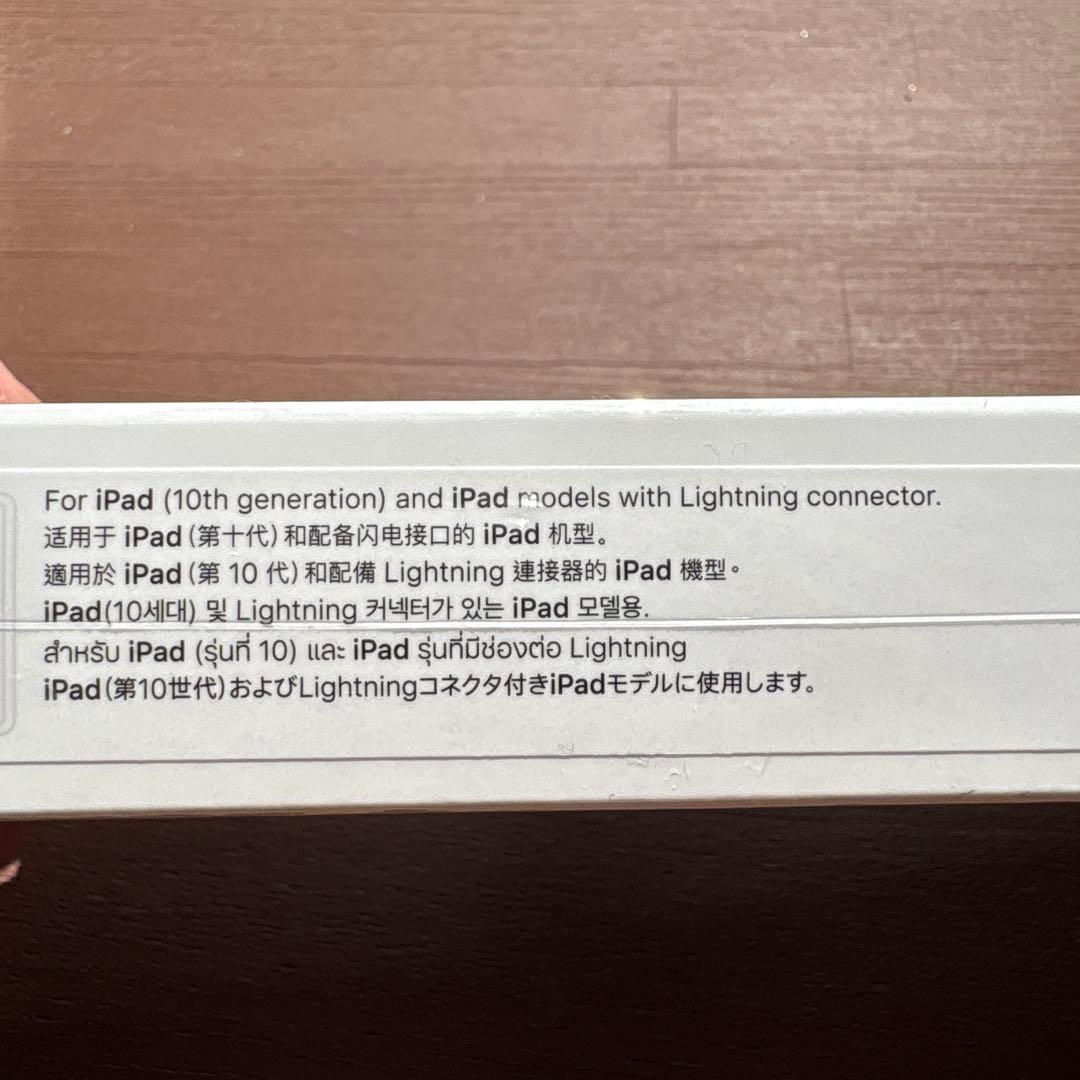 For iPad (10th generation) and iPad models with Lightning connector.
适用于 iPad (第十代) 和配备闪电接口的 iPad 机型。
適用於 iPad (第 10 代) 和配備 Lightning 連接器的 iPad 機型。
iPad(10세대) 및 Lightning 커넥터가 있는 iPad 모델용.
สำหรับ iPad (รุ่นที่ 10) และ iPad รุ่นที่มีช่องต่อ Lightning
iPad(第10世代)およびLightningコネクタ付きiPadモデルに使用します。